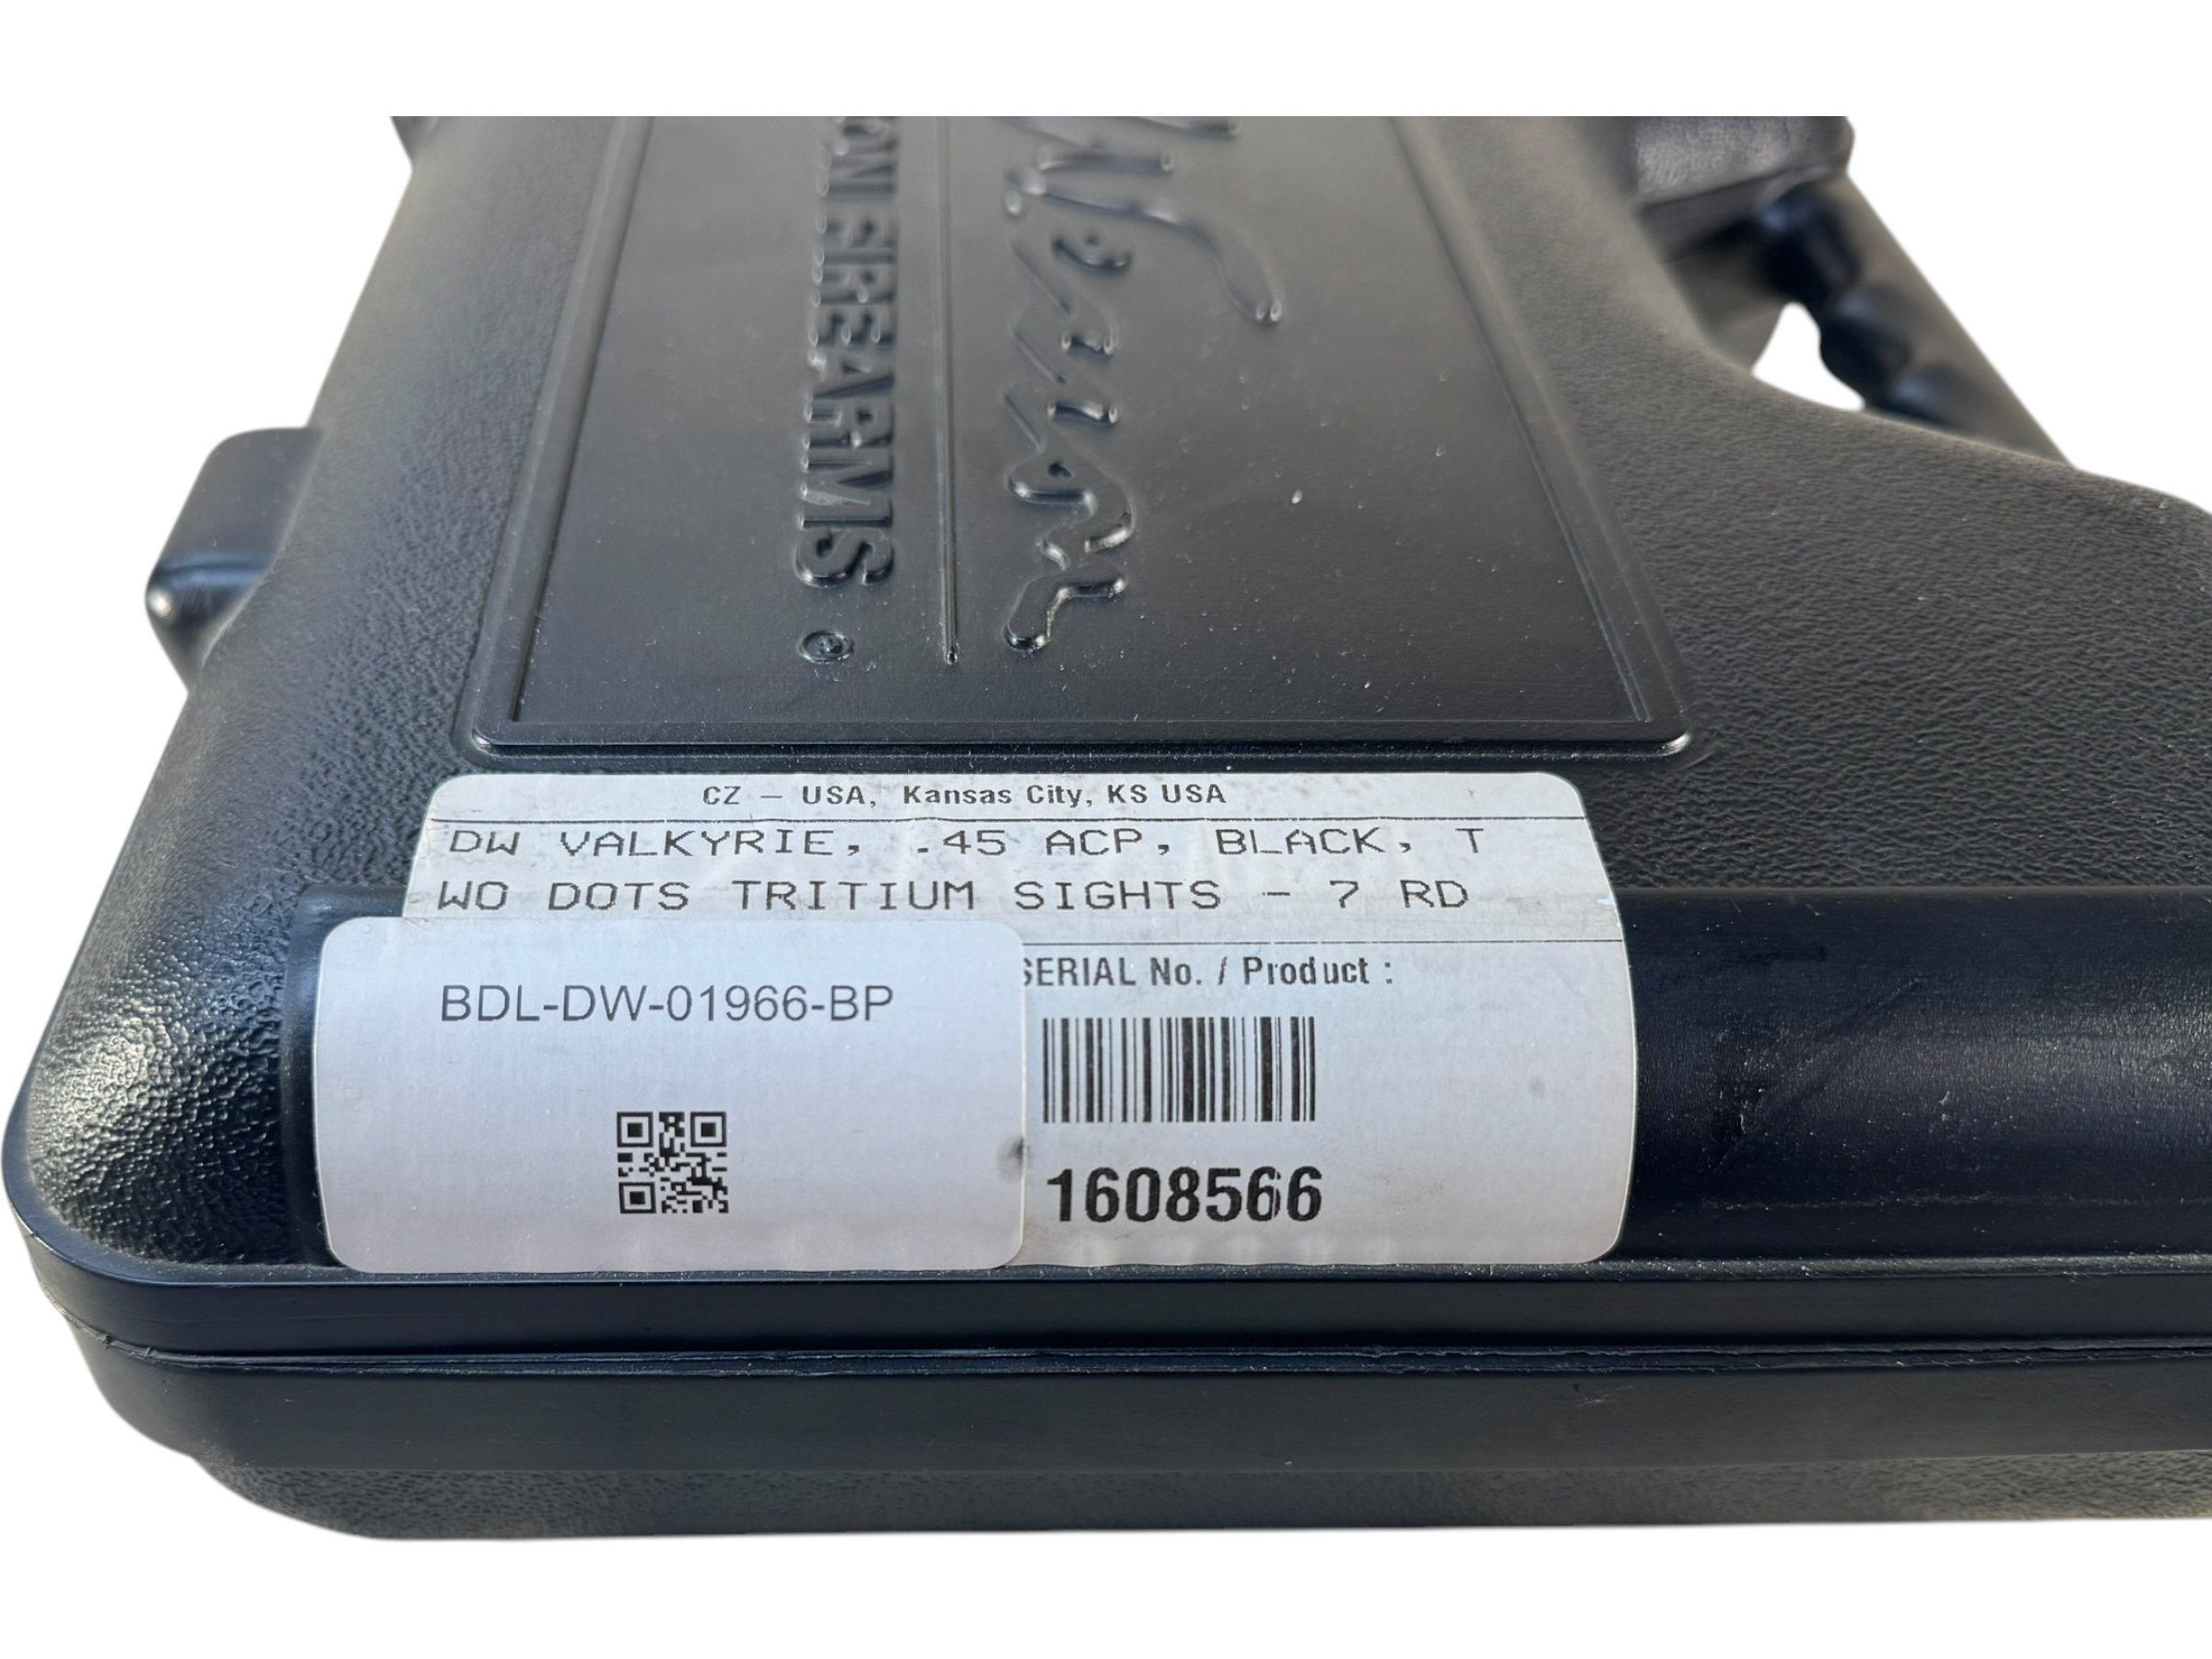 FIREARMS
CZ – USA, Kansas City, KS USA
DW VALKYRIE, .45 ACP, BLACK, T
WO DOTS TRITIUM SIGHTS - 7 RD
SERIAL No. / Product :
1608566
BDL-DW-01966-BP